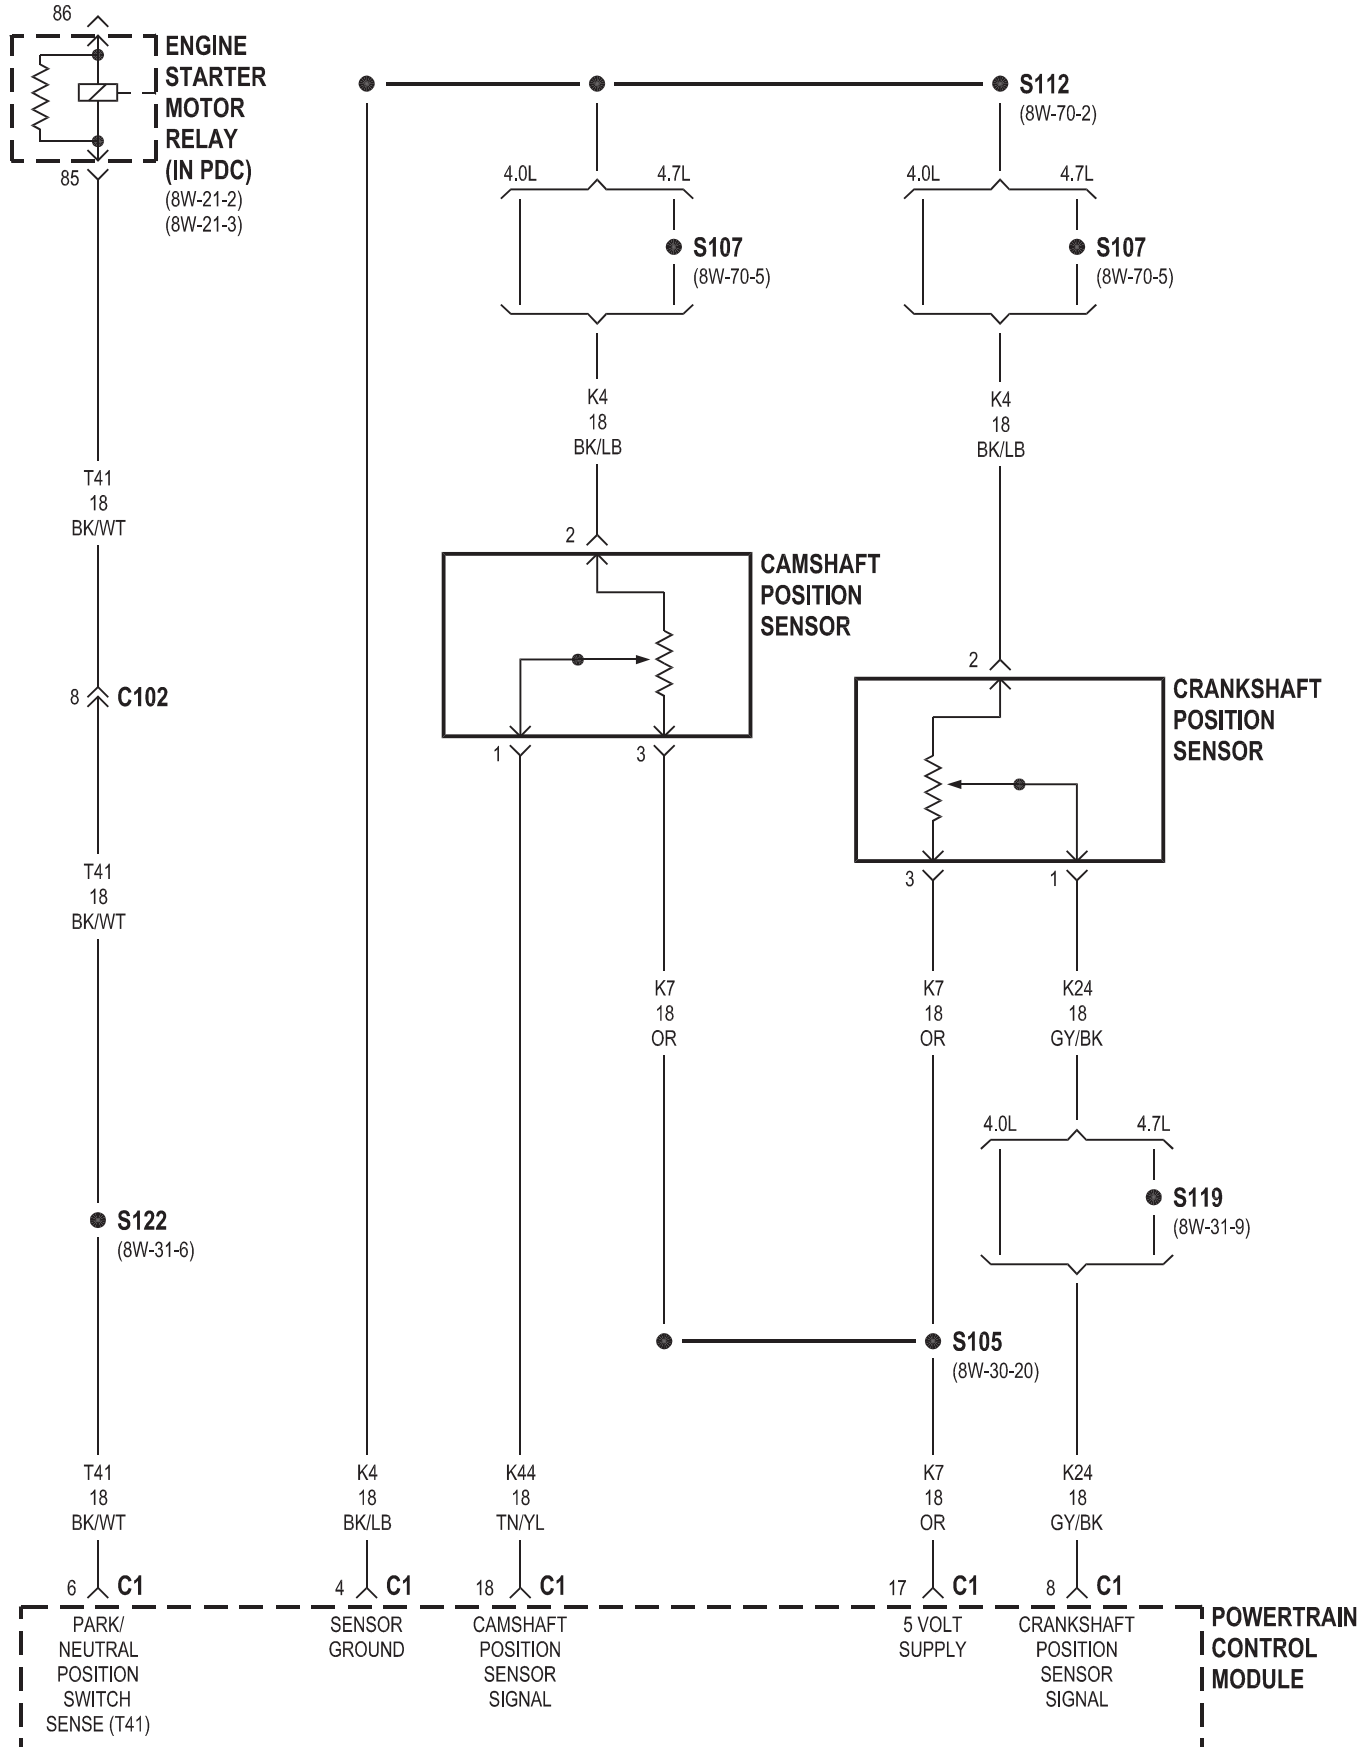 86
ENGINE
STARTER
MOTOR
RELAY
(IN PDC)
(8W-21-2)
(8W-21-3)
85
S112
(8W-70-2)
4.0L
4.7L
S107
(8W-70-5)
4.0L
4.7L
S107
(8W-70-5)
K4
18
BK/LB
K4
18
BK/LB
T41
18
BK/WT
2
CAMSHAFT
POSITION
SENSOR
1
3
2
CRANKSHAFT
POSITION
SENSOR
3
1
8
C102
T41
18
BK/WT
K7
18
OR
K7
18
OR
K24
18
GY/BK
4.0L
4.7L
S119
(8W-31-9)
S122
(8W-31-6)
S105
(8W-30-20)
T41
18
BK/WT
K4
18
BK/LB
K44
18
TN/YL
K7
18
OR
K24
18
GY/BK
6
C1
4
C1
18
C1
17
C1
8
C1
PARK/
NEUTRAL
POSITION
SWITCH
SENSE (T41)
SENSOR
GROUND
CAMSHAFT
POSITION
SENSOR
SIGNAL
5 VOLT
SUPPLY
CRANKSHAFT
POSITION
SENSOR
SIGNAL
POWERTRAIN
CONTROL
MODULE